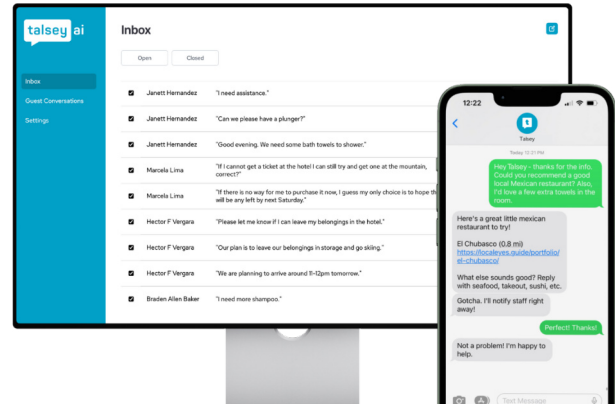 talsey ai
Inbox
Guest Conversations
Settings
Inbox
Open Closed
Janett Hernandez "I need assistance."
Janett Hernandez "Can we please have a plunger?"
Janett Hernandez "Good evening. We need some bath towels to shower."
Marcela Lima "If I cannot get a ticket at the hotel I can still try and get one at the mountain,
correct?"
Marcela Lima "If there is no way for me to purchase it now, I guess my only choice is to hope th
will be any left by next Saturday."
Hector F Vergara "Please let me know if I can leave my belongings in the hotel."
Hector F Vergara "Our plan is to leave our belongings in storage and go skiing."
Hector F Vergara "We are planning to arrive around 11-12pm tomorrow."
Braden Allen Baker "I need more shampoo."
12:22
Talsey
Today 12:21 PM
Hey Talsey - thanks for the info.
Could you recommend a good
local Mexican restaurant? Also,
I'd love a few extra towels in the
room.
Here's a great little mexican
restaurant to try!
El Chubasco (0.8 mi)
https://localeyes.guide/portfolio/
el-chubasco/
What else sounds good? Reply
with seafood, takeout, sushi, etc.
Gotcha. I'll notify staff right
away!
Perfect! Thanks!
Not a problem! I'm happy to
help.
Text Message